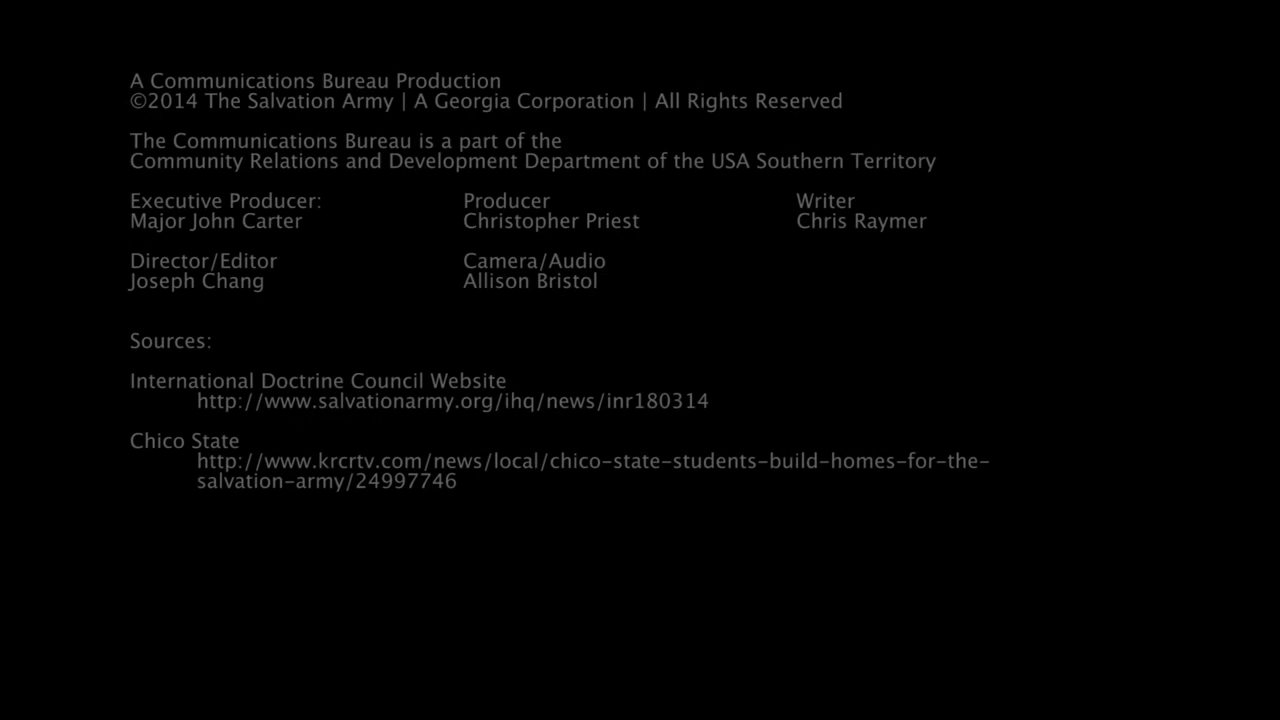 A Communications Bureau Production
©2014 The Salvation Army | A Georgia Corporation | All Rights Reserved
The Communications Bureau is a part of the
Community Relations and Development Department of the USA Southern Territory
Executive Producer: Producer Writer
Major John Carter Christopher Priest Chris Raymer
Director/Editor Camera/Audio
Joseph Chang Allison Bristol
Sources:
International Doctrine Council Website
http://www.salvationarmy.org/ihq/news/inr180314
Chico State
http://www.krcrtv.com/news/local/chico-state-students-build-homes-for-the-
salvation-army/24997746